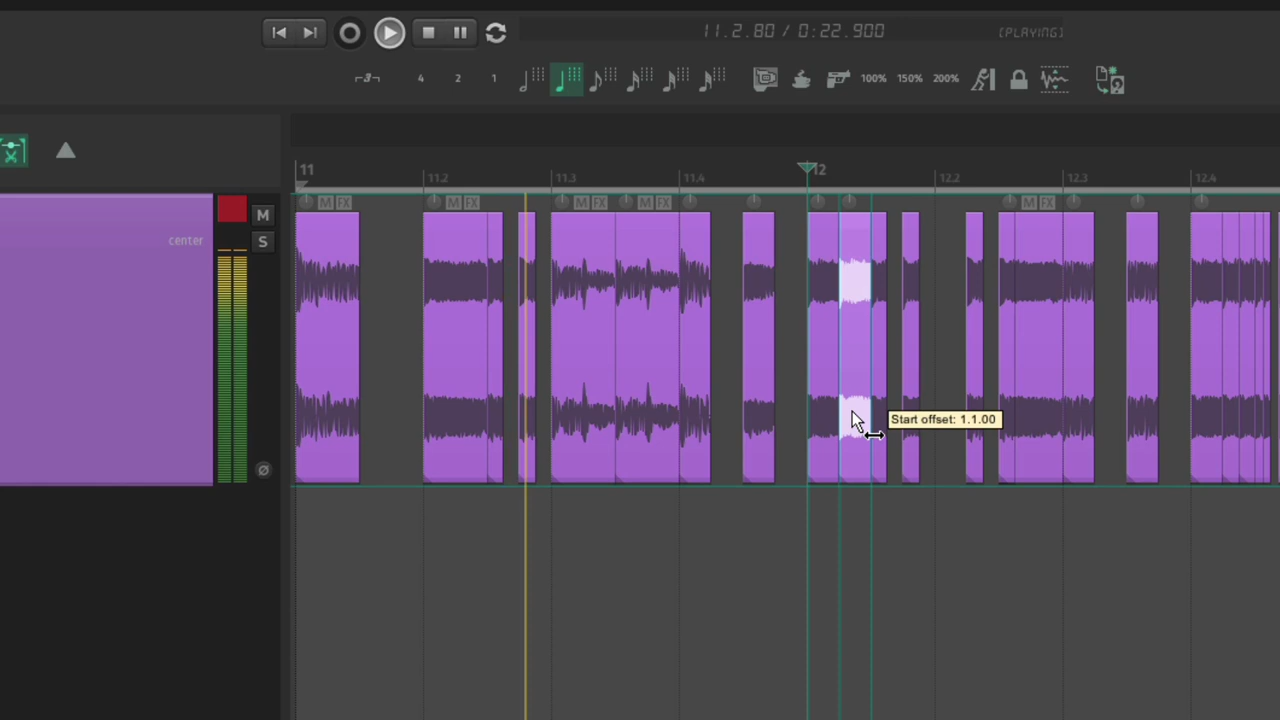 11.2.80 / 0:22.900 [PLAYING]
3 4 2 1 100% 150% 200%
11 11.2 11.3 11.4 12 12.2 12.3 12.4
M FX M FX M FX M FX M FX
M
center
S
Start offset: 1.1.00